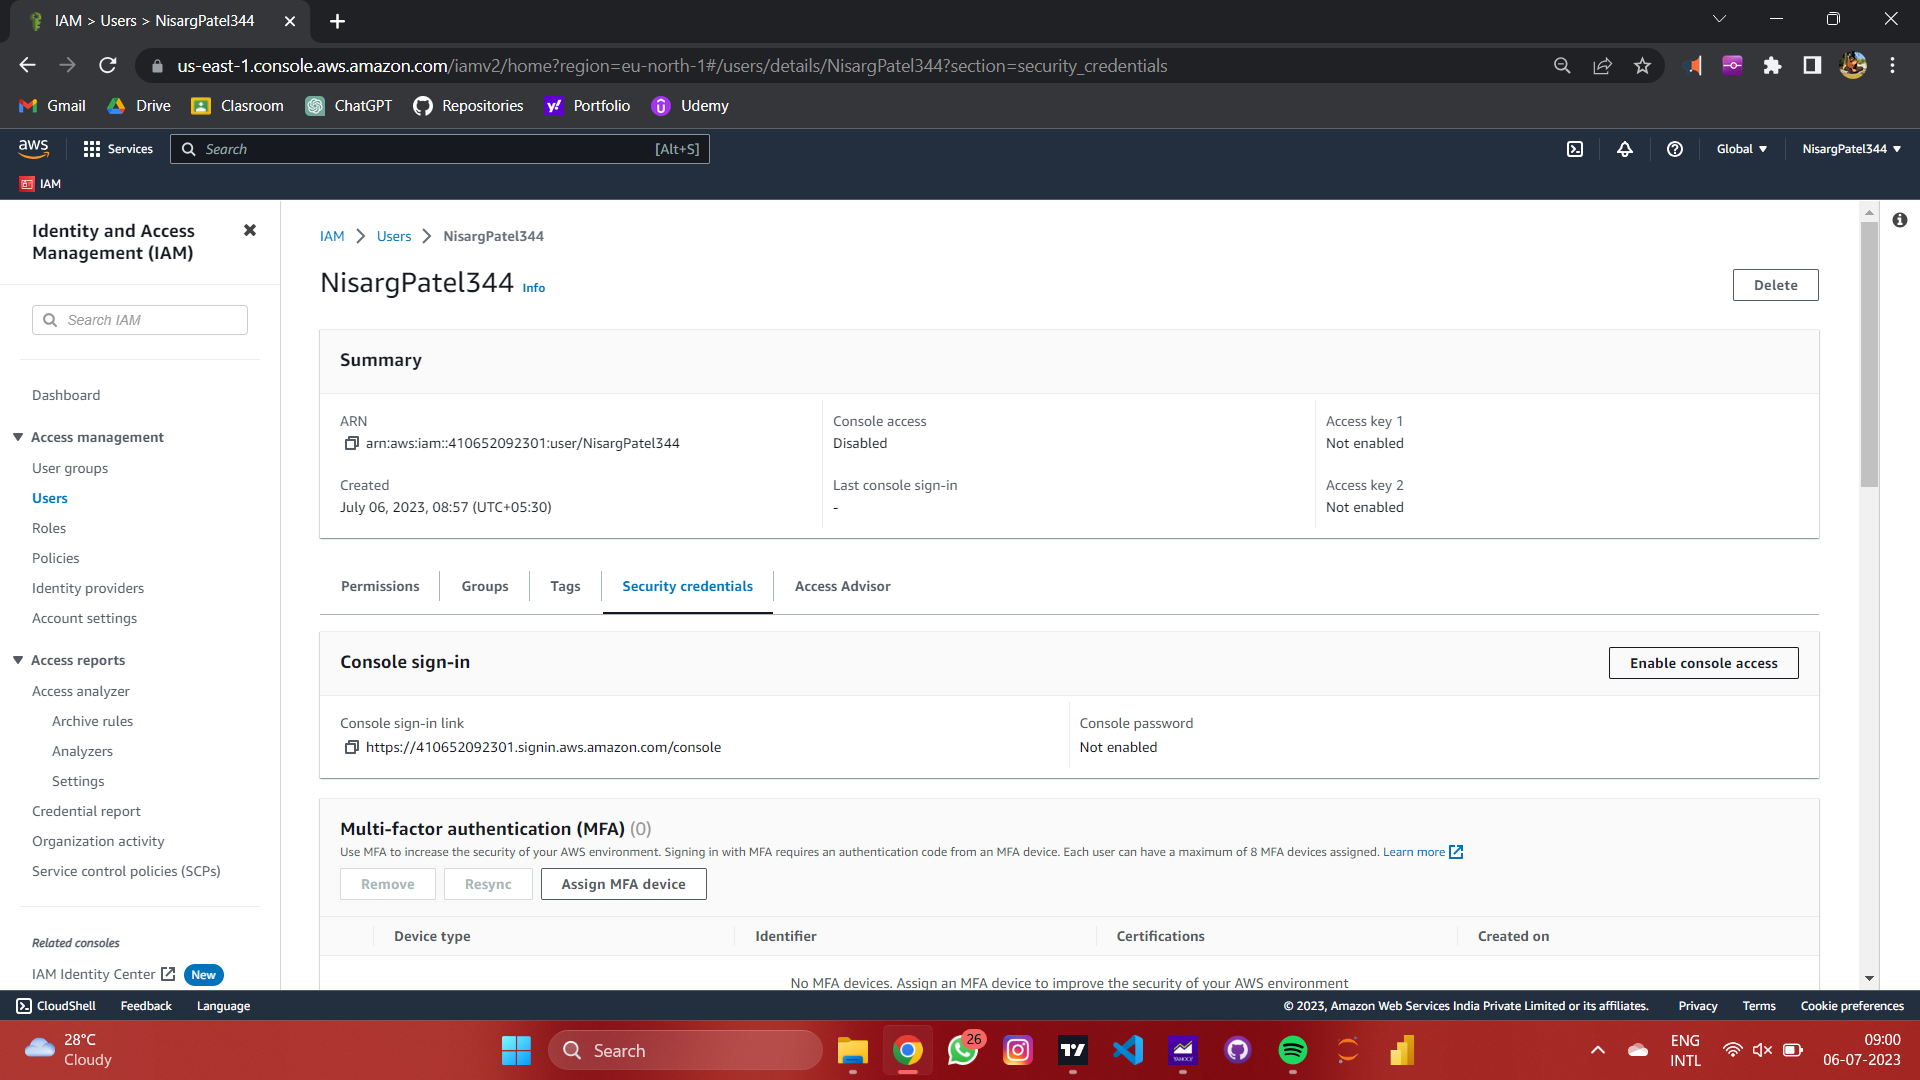 IAM > Users > NisargPatel344
us-east-1.console.aws.amazon.com/iamv2/home?region=eu-north-1#/users/details/NisargPatel344?section=security_credentials
Gmail Drive Clasroom ChatGPT Repositories Portfolio Udemy
aws Services Search [Alt+S] Global NisargPatel344
IAM
Identity and Access
Management (IAM)
Search IAM
Dashboard
Access management
User groups
Users
Roles
Policies
Identity providers
Account settings
Access reports
Access analyzer
Archive rules
Analyzers
Settings
Credential report
Organization activity
Service control policies (SCPs)
Related consoles
IAM Identity Center New
IAM > Users > NisargPatel344
NisargPatel344 Info
Delete
Summary
ARN
arn:aws:iam::410652092301:user/NisargPatel344
Created
July 06, 2023, 08:57 (UTC+05:30)
Console access
Disabled
Last console sign-in
-
Access key 1
Not enabled
Access key 2
Not enabled
Permissions Groups Tags Security credentials Access Advisor
Console sign-in
Enable console access
Console sign-in link
https://410652092301.signin.aws.amazon.com/console
Console password
Not enabled
Multi-factor authentication (MFA) (0)
Use MFA to increase the security of your AWS environment. Signing in with MFA requires an authentication code from an MFA device. Each user can have a maximum of 8 MFA devices assigned. Learn more
Remove Resync Assign MFA device
Device type Identifier Certifications Created on
No MFA devices. Assign an MFA device to improve the security of your AWS environment
CloudShell Feedback Language © 2023, Amazon Web Services India Private Limited or its affiliates. Privacy Terms Cookie preferences
28°C
Cloudy
Search
26
YAHOO!
ENG
INTL
09:00
06-07-2023